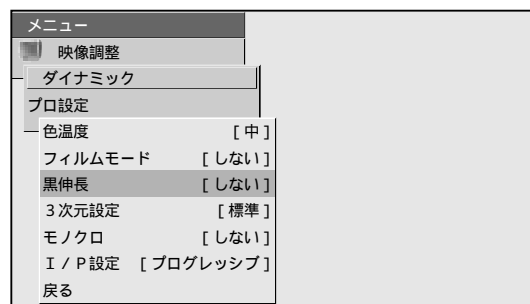 メニュー
映像調整
ダイナミック
プロ設定
色温度 [中]
フィルムモード [しない]
黒伸長 [しない]
3次元設定 [標準]
モノクロ [しない]
I/P設定 [プログレッシブ]
戻る